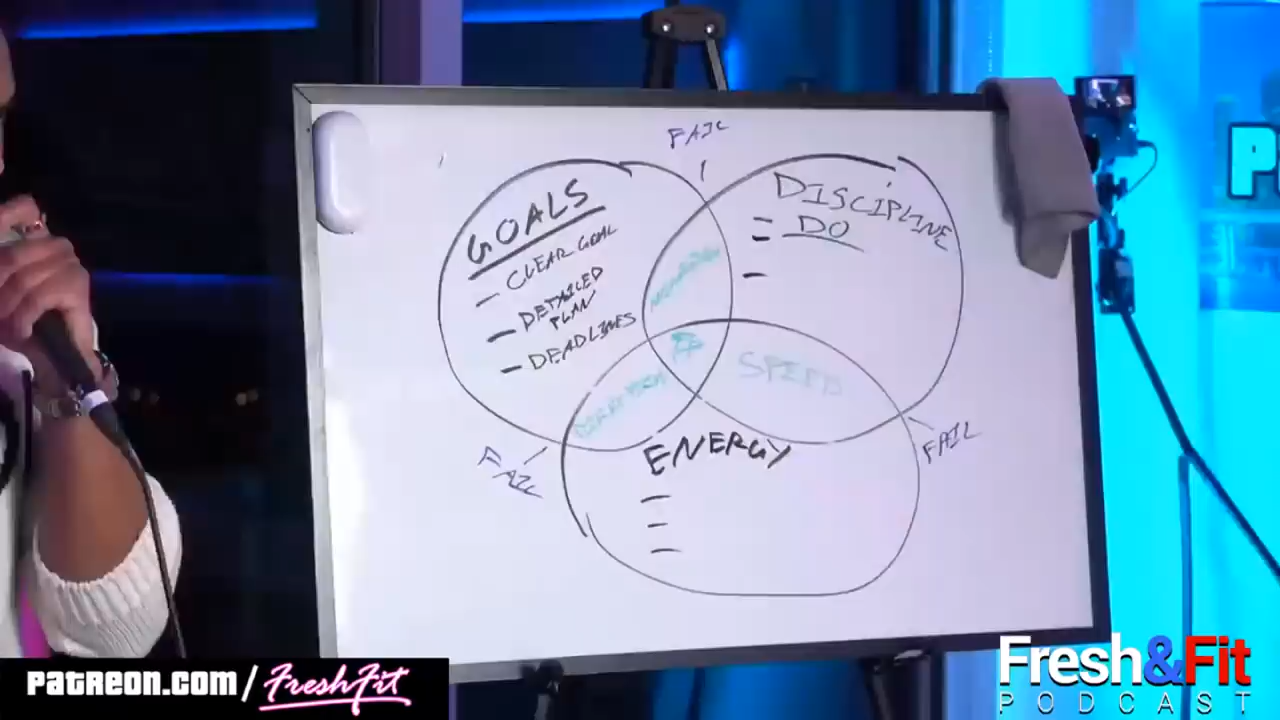 FAIL
GOALS
- CLEAR GOAL
- DETAILED
PLAN
- DEADLINES
DISCIPLINE
- DO
-
SPEED
DIRECTION
ENERGY
-
-
-
FAIL
FAIL
PATREON.COM/FreshFit
Fresh&Fit
PODCAST
P